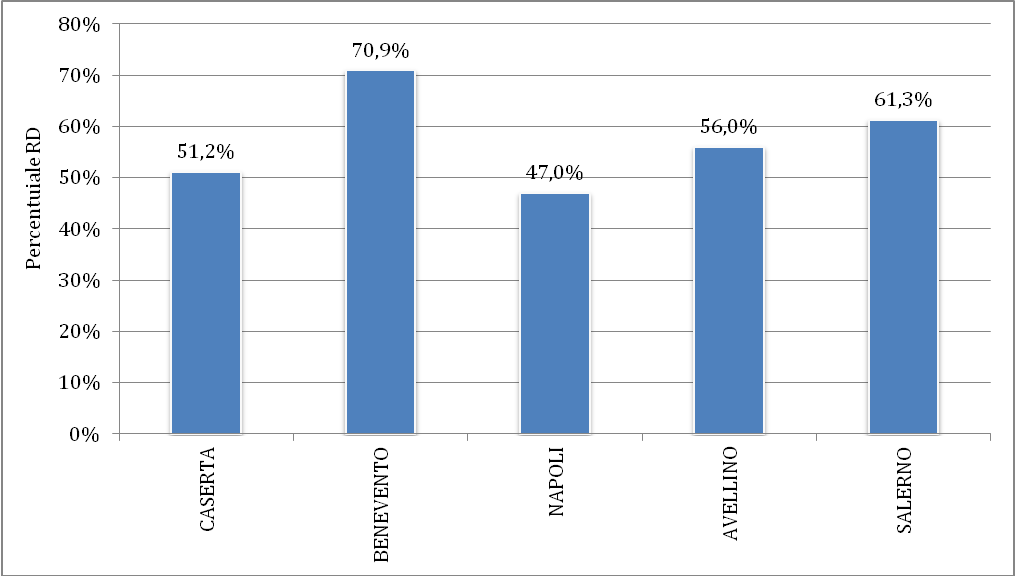 Percentuiale RD
80%
70%
60%
50%
40%
30%
20%
10%
0%
51,2%
70,9%
47,0%
56,0%
61,3%
CASERTA
BENEVENTO
NAPOLI
AVELLINO
SALERNO